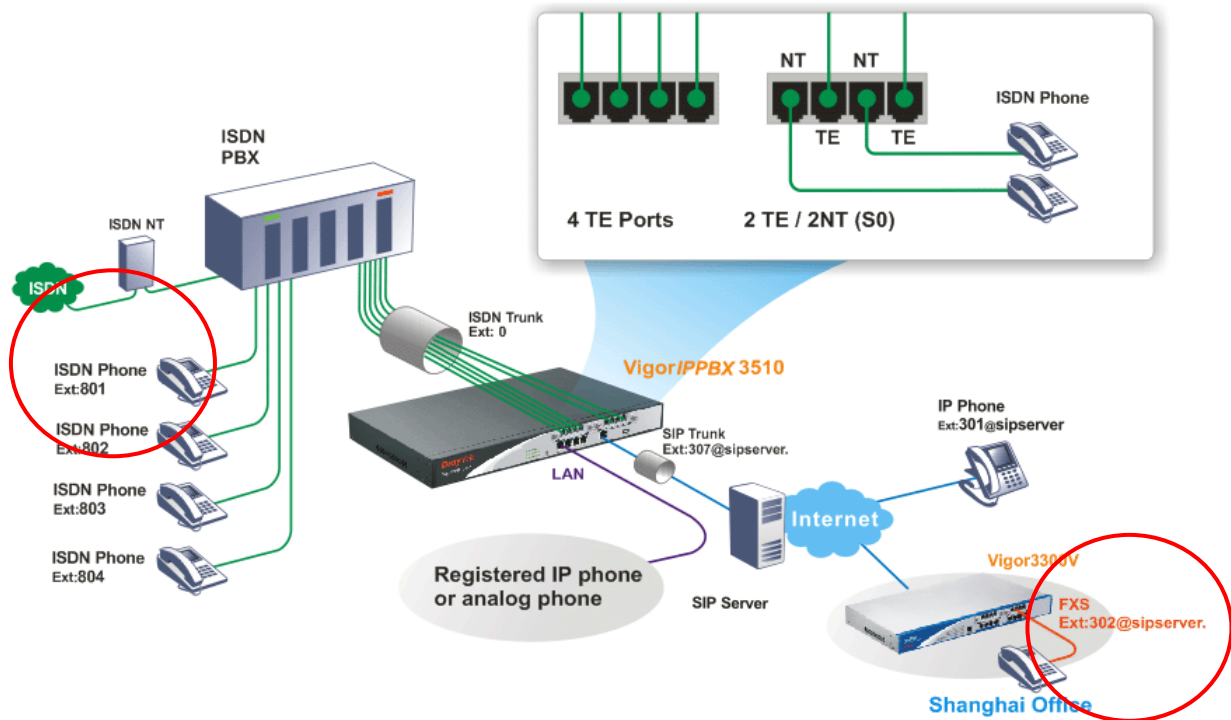 NT
NT
ISDN Phone
TE
TE
4 TE Ports
2 TE / 2NT (S0)
ISDN
PBX
ISDN NT
ISDN
ISDN Phone
Ext:801
ISDN Phone
Ext:802
ISDN Phone
Ext:803
ISDN Phone
Ext:804
ISDN Trunk
Ext: 0
VigorIPPBX 3510
SIP Trunk
Ext:307@sipserver.
IP Phone
Ext:301@sipserver
Draytek
LAN
Internet
Registered IP phone
or analog phone
SIP Server
Vigor3300V
FXS
Ext:302@sipserver.
Shanghai Office